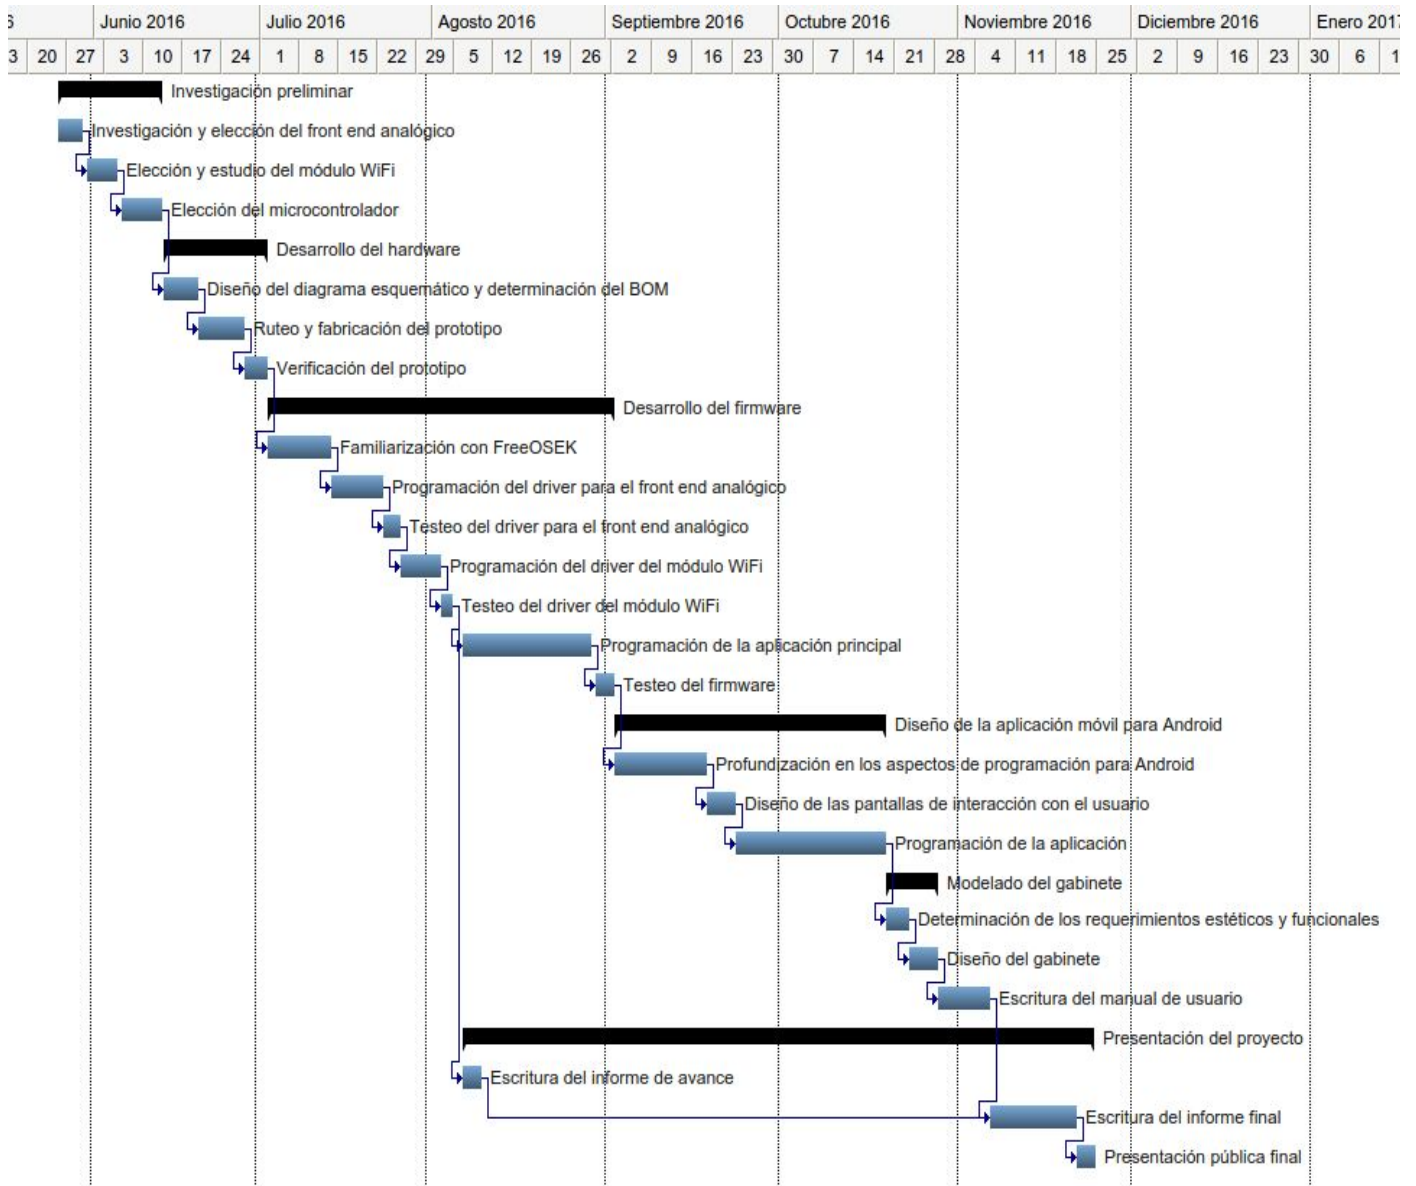 6 Junio 2016 Julio 2016 Agosto 2016 Septiembre 2016 Octubre 2016 Noviembre 2016 Diciembre 2016 Enero 2017
3 20 27 3 10 17 24 1 8 15 22 29 5 12 19 26 2 9 16 23 30 7 14 21 28 4 11 18 25 2 9 16 23 30 6 1
Investigación preliminar
Investigación y elección del front end analógico
Elección y estudio del módulo WiFi
Elección del microcontrolador
Desarrollo del hardware
Diseño del diagrama esquemático y determinación del BOM
Ruteo y fabricación del prototipo
Verificación del prototipo
Desarrollo del firmware
Familiarización con FreeOSEK
Programación del driver para el front end analógico
Testeo del driver para el front end analógico
Programación del driver del módulo WiFi
Testeo del driver del módulo WiFi
Programación de la aplicación principal
Testeo del firmware
Diseño de la aplicación móvil para Android
Profundización en los aspectos de programación para Android
Diseño de las pantallas de interacción con el usuario
Programación de la aplicación
Modelado del gabinete
Determinación de los requerimientos estéticos y funcionales
Diseño del gabinete
Escritura del manual de usuario
Presentación del proyecto
Escritura del informe de avance
Escritura del informe final
Presentación pública final